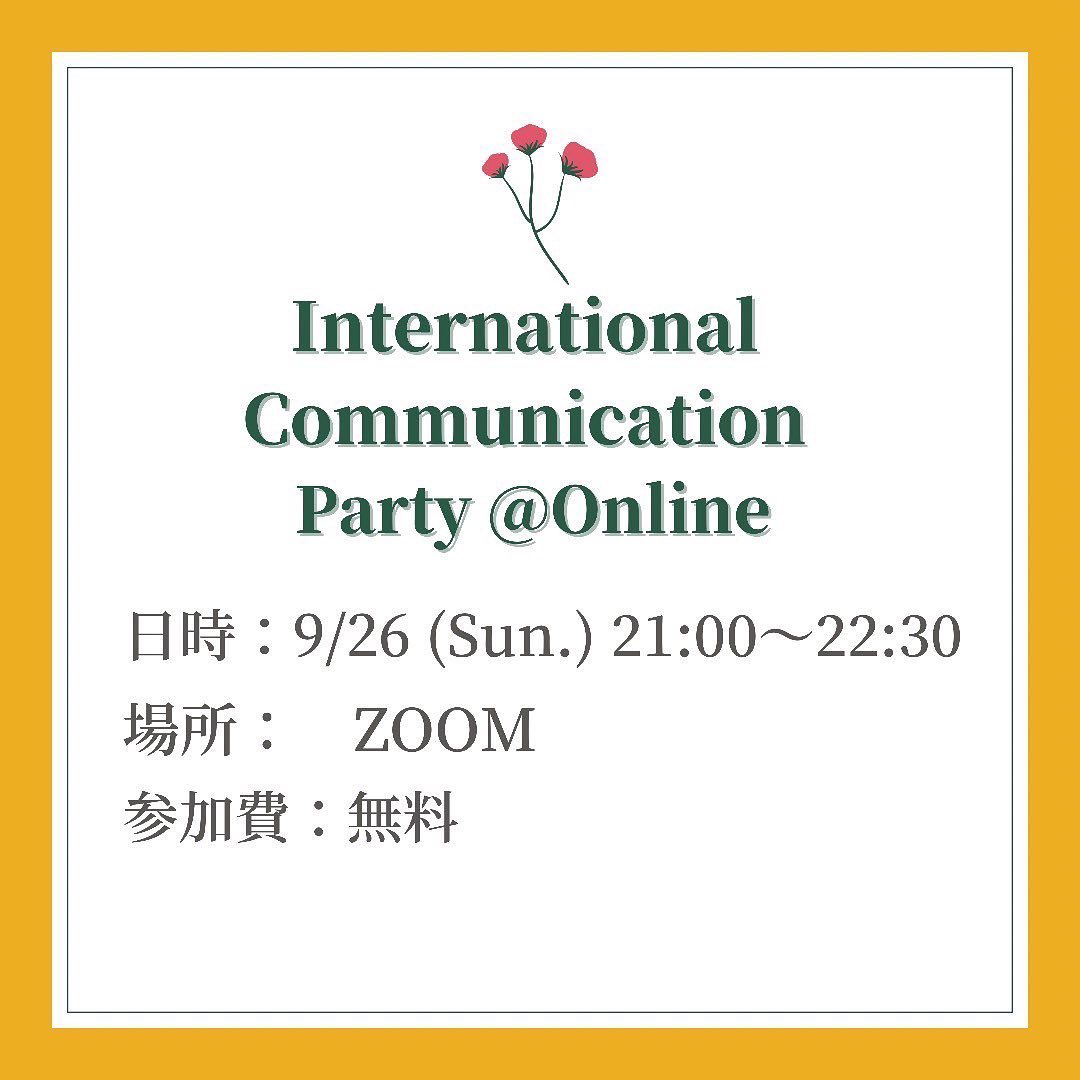 International
Communication
Party @Online
日時：9/26 (Sun.) 21:00〜22:30
場所：　ZOOM
参加費：無料